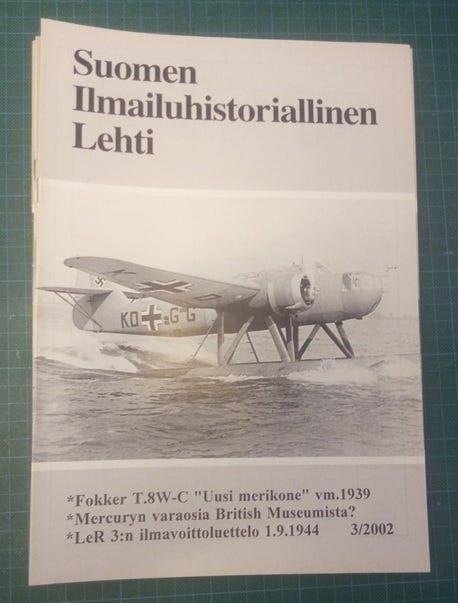 Suomen
Ilmailuhistoriallinen
Lehti
KD GG
*Fokker T.8W-C "Uusi merikone" vm.1939
*Mercuryn varaosia British Museumista?
*LeR 3:n ilmavoittoluettelo 1.9.1944 3/2002